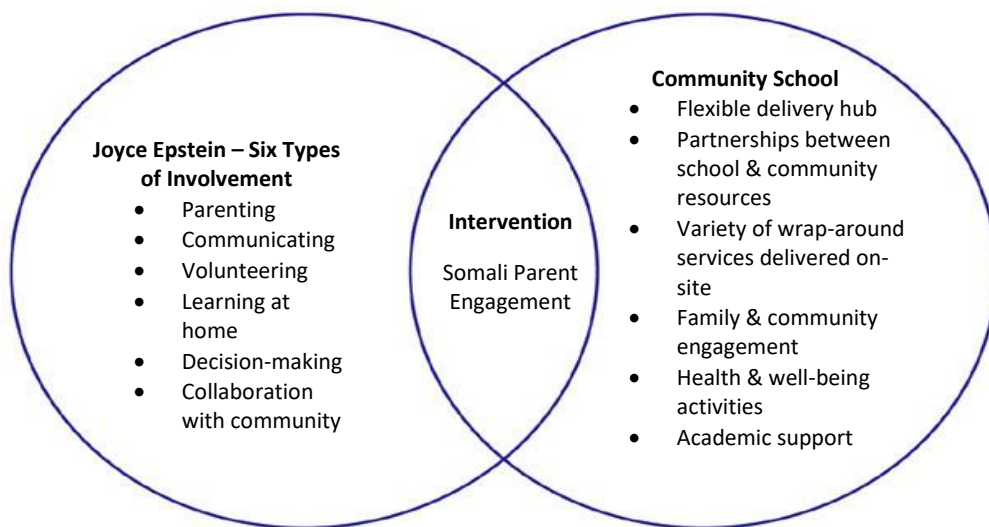 Joyce Epstein – Six Types
of Involvement
• Parenting
• Communicating
• Volunteering
• Learning at
home
• Decision-making
• Collaboration
with community
Intervention
Somali Parent
Engagement
Community School
• Flexible delivery hub
• Partnerships between
school & community
resources
• Variety of wrap-around
services delivered on-
site
• Family & community
engagement
• Health & well-being
activities
• Academic support